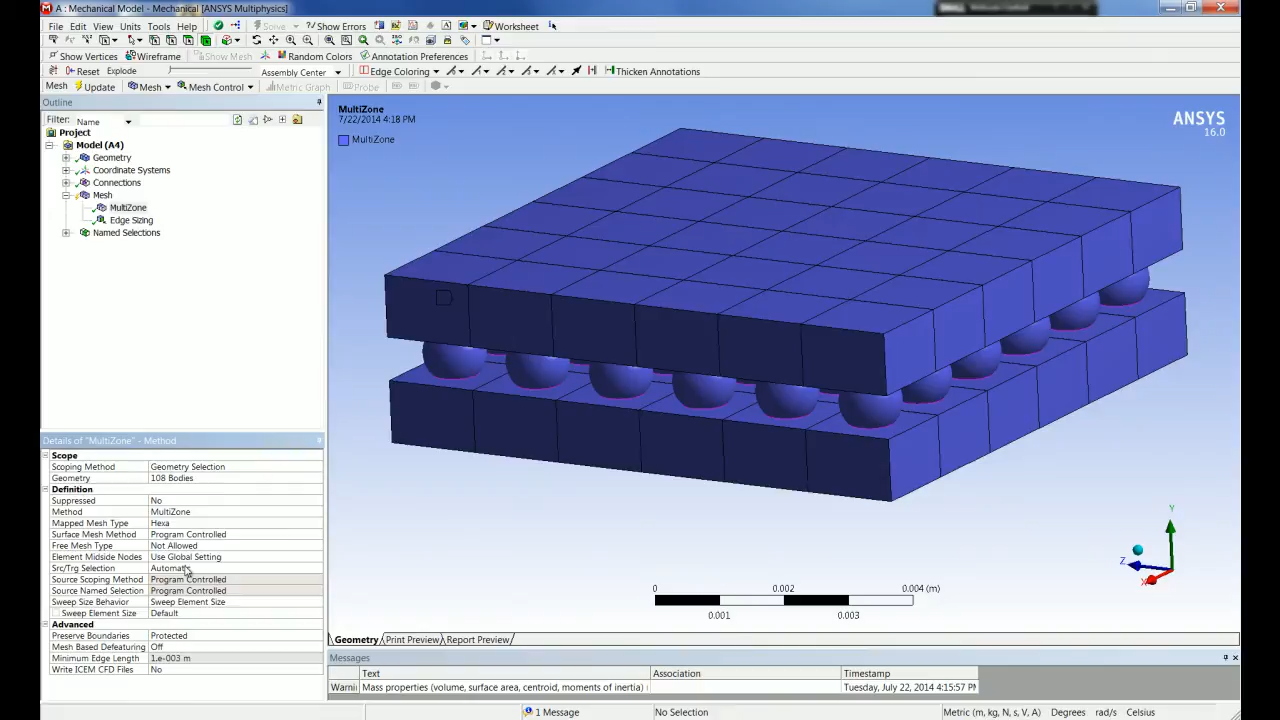 A : Mechanical Model - Mechanical [ANSYS Multiphysics]
File Edit View Units Tools Help Solve Show Errors Worksheet
Show Vertices Wireframe Show Mesh Random Colors Annotation Preferences
Reset Explode Assembly Center Edge Coloring Thicken Annotations
Mesh Update Mesh Mesh Control Metric Graph Probe
Outline
Filter: Name
Project
Model (A4)
Geometry
Coordinate Systems
Connections
Mesh
MultiZone
Edge Sizing
Named Selections
Details of "MultiZone" - Method
Scope
Scoping Method Geometry Selection
Geometry 108 Bodies
Definition
Suppressed No
Method MultiZone
Mapped Mesh Type Hexa
Surface Mesh Method Program Controlled
Free Mesh Type Not Allowed
Element Midside Nodes Use Global Setting
Src/Trg Selection Automatic
Source Scoping Method Program Controlled
Source Named Selection Program Controlled
Sweep Size Behavior Sweep Element Size
Sweep Element Size Default
Advanced
Preserve Boundaries Protected
Mesh Based Defeaturing Off
Minimum Edge Length 1.e-003 m
Write ICEM CFD Files No
MultiZone
7/22/2014 4:18 PM
MultiZone
ANSYS
16.0
Y
Z
X
0 0.002 0.004 (m)
0.001 0.003
Geometry Print Preview Report Preview
Messages
Text Association Timestamp
Warni Mass properties (volume, surface area, centroid, moments of inertia) Tuesday, July 22, 2014 4:15:57 PM
1 Message No Selection Metric (m, kg, N, s, V, A) Degrees rad/s Celsius